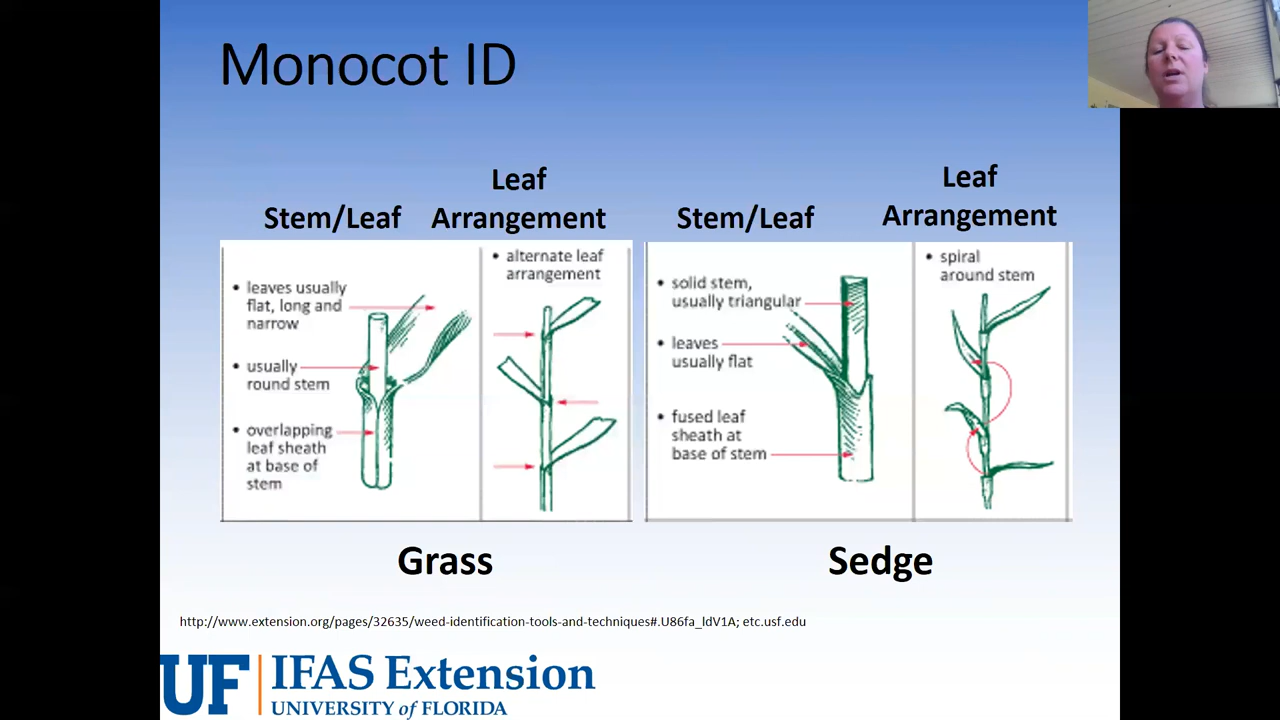 Monocot ID
Stem/Leaf
Leaf
Arrangement
• leaves usually
flat, long and
narrow
• usually
round stem
• overlapping
leaf sheath
at base of
stem
• alternate leaf
arrangement
Grass
Stem/Leaf
Leaf
Arrangement
• solid stem,
usually triangular
• leaves
usually flat
• fused leaf
sheath at
base of stem
• spiral
around stem
Sedge
http://www.extension.org/pages/32635/weed-identification-tools-and-techniques#.U86fa_ldV1A; etc.usf.edu
UF IFAS Extension
UNIVERSITY of FLORIDA